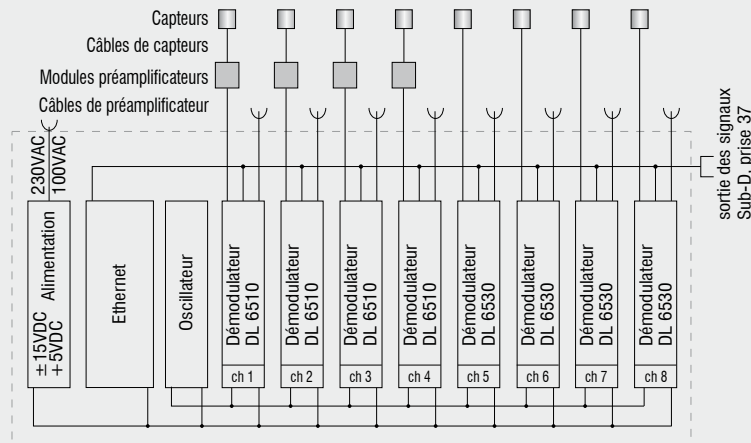 Capteurs
Câbles de capteurs
Modules préamplificateurs
Câbles de préamplificateur
230VAC
100VAC
sortie des signaux
Sub-D, prise 37
Alimentation
±15VDC
+5VDC
Ethernet
Oscillateur
Démodulateur
DL 6510
ch 1
Démodulateur
DL 6510
ch 2
Démodulateur
DL 6510
ch 3
Démodulateur
DL 6510
ch 4
Démodulateur
DL 6530
ch 5
Démodulateur
DL 6530
ch 6
Démodulateur
DL 6530
ch 7
Démodulateur
DL 6530
ch 8